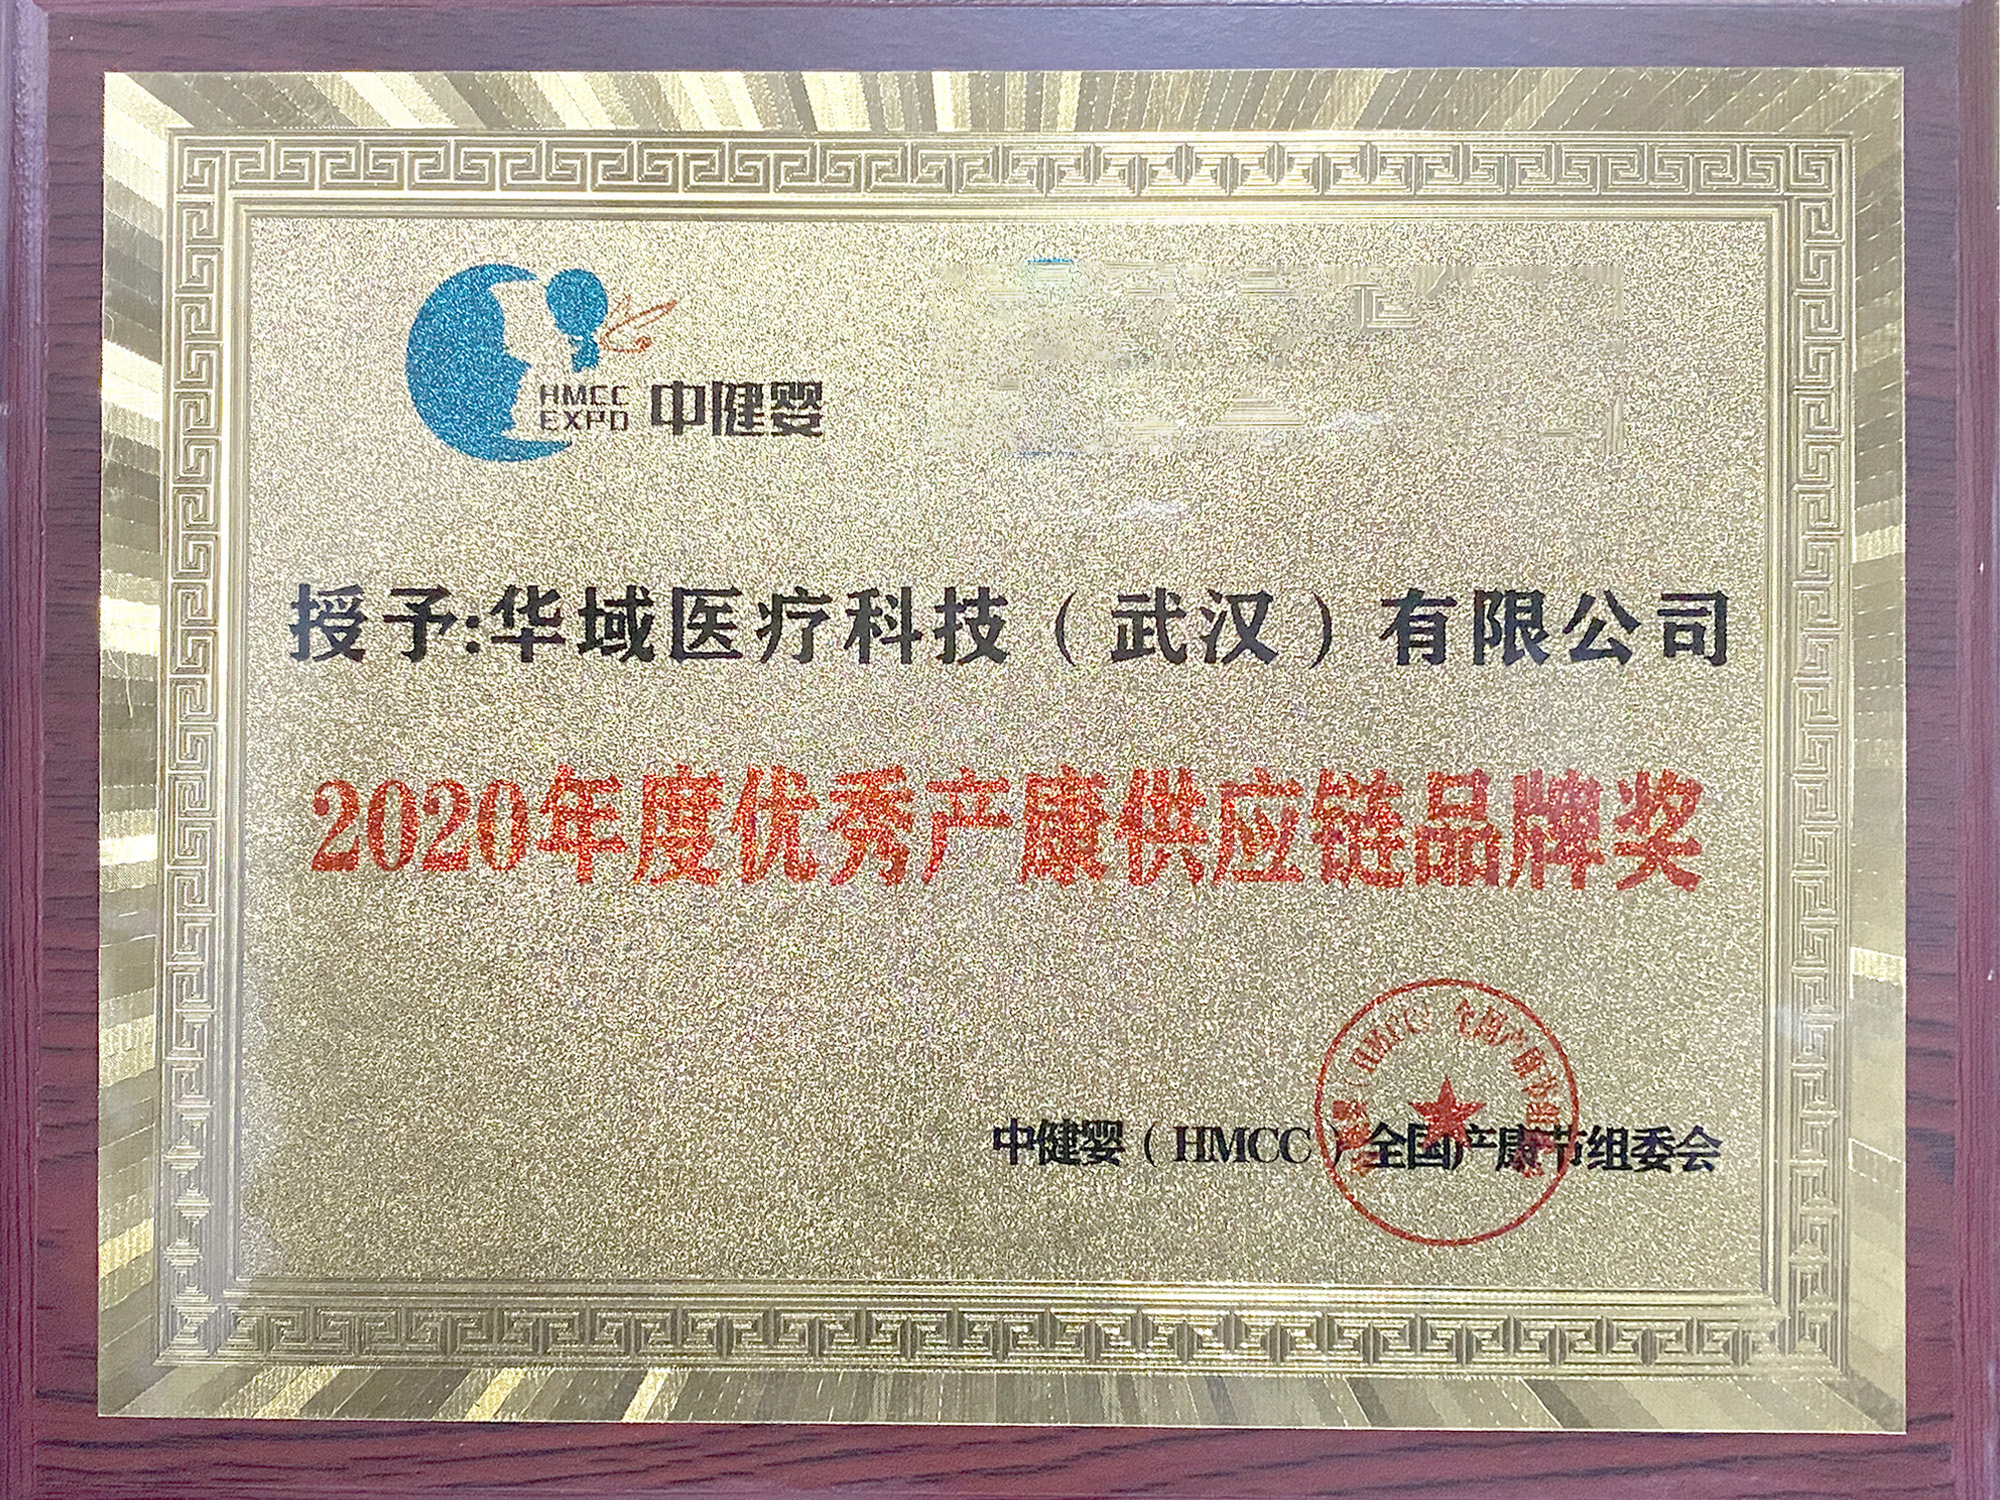 HMCC
EXPO 中健婴
授予:华域医疗科技(武汉)有限公司
2020年度优秀产康供应链品牌奖
中健婴(HMCC)全国产康节组委会